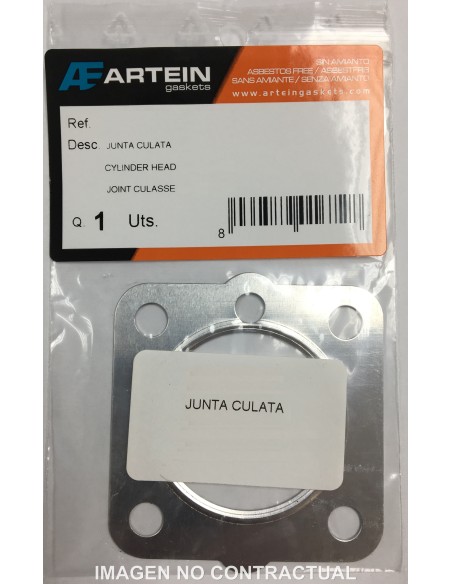 ARTEIN
gaskets
SIN AMIANTO
ASBESTOS FREE / ASBESTFREI
SANS AMIANTE / SENZA AMIANTO
www.arteingaskets.com
Ref.
Desc. JUNTA CULATA
CYLINDER HEAD
JOINT CULASSE
Q. 1 Uts.
8
JUNTA CULATA
IMAGEN NO CONTRACTUAL